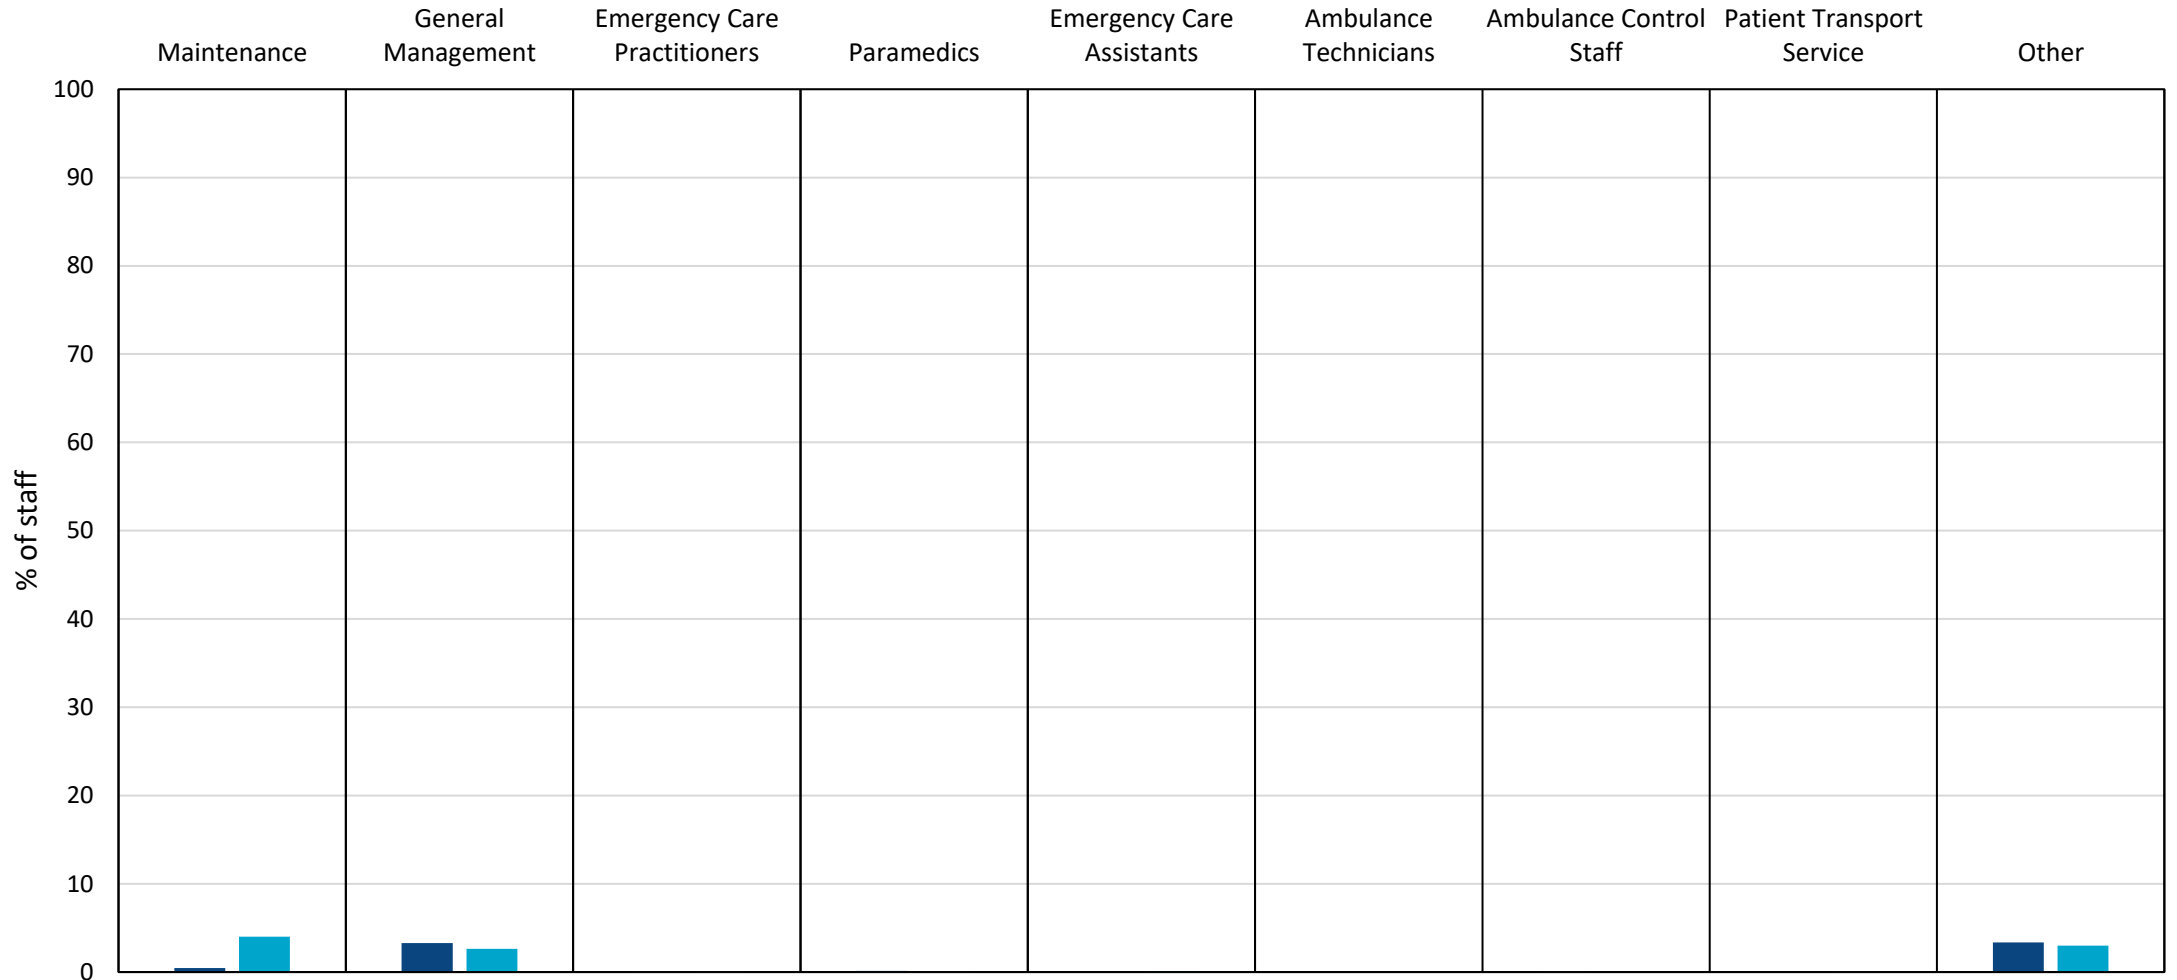 Maintenance
General
Management
Emergency Care
Practitioners
Paramedics
Emergency Care
Assistants
Ambulance
Technicians
Ambulance Control
Staff
Patient Transport
Service
Other
100
90
80
70
60
50
40
30
20
10
0
% of staff